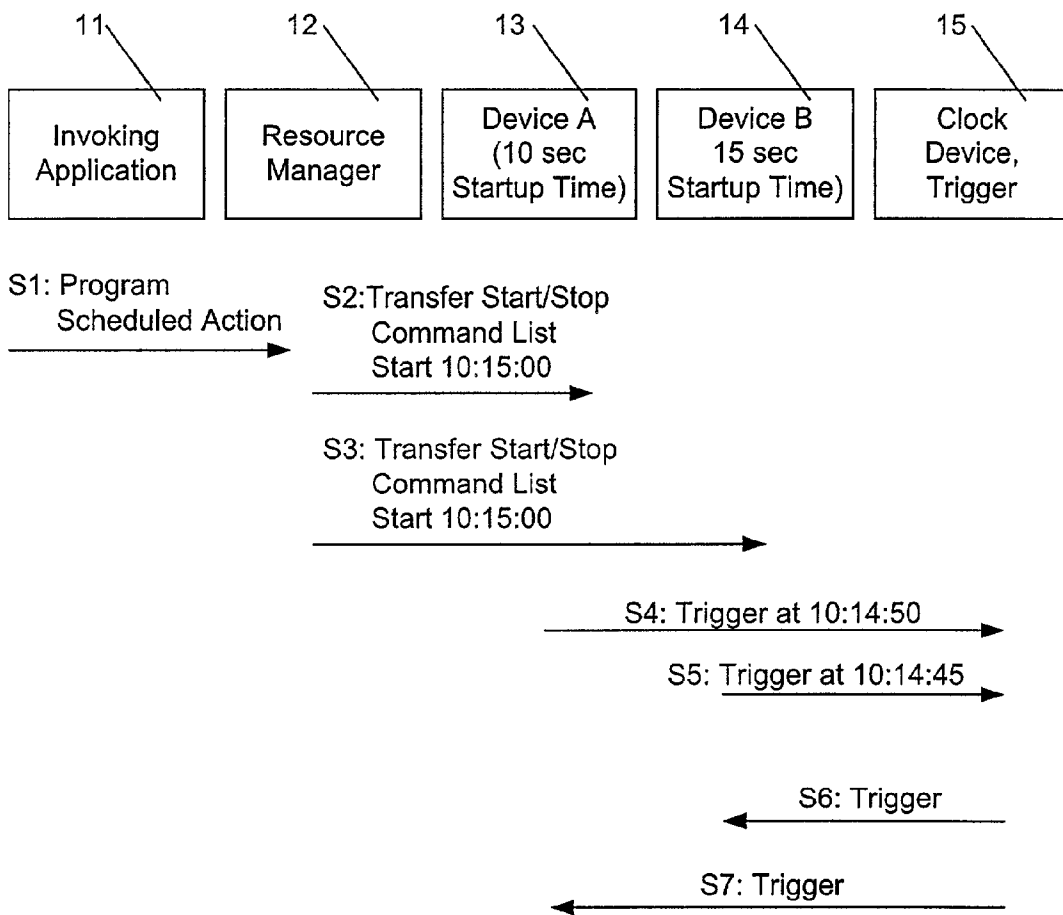 11
12
13
14
15
Invoking
Application
Resource
Manager
Device A
(10 sec
Startup Time)
Device B
15 sec
Startup Time)
Clock
Device,
Trigger
S1: Program
Scheduled Action
S2:Transfer Start/Stop
Command List
Start 10:15:00
S3: Transfer Start/Stop
Command List
Start 10:15:00
S4: Trigger at 10:14:50
S5: Trigger at 10:14:45
S6: Trigger
S7: Trigger